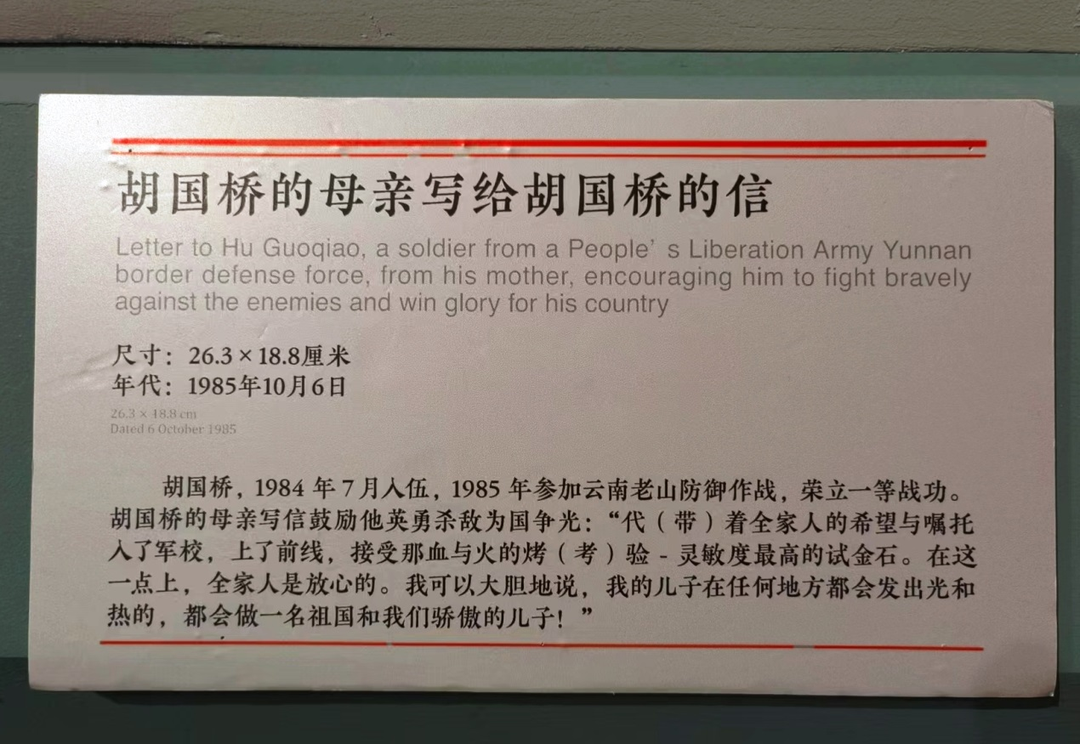 胡国桥的母亲写给胡国桥的信
Letter to Hu Guoqiao, a soldier from a People’ s Liberation Army Yunnan
border defense force, from his mother, encouraging him to fight bravely
against the enemies and win glory for his country
尺寸：26.3×18.8厘米
年代：1985年10月6日
26.3 × 18.8 cm
Dated 6 October 1985
胡国桥，1984 年 7 月入伍，1985 年参加云南老山防御作战，荣立一等战功。
胡国桥的母亲写信鼓励他英勇杀敌为国争光：“代（带）着全家人的希望与嘱托
入了军校，上了前线，接受那血与火的烤（考）验 - 灵敏度最高的试金石。在这
一点上，全家人是放心的。我可以大胆地说，我的儿子在任何地方都会发出光和
热的，都会做一名祖国和我们骄傲的儿子！”